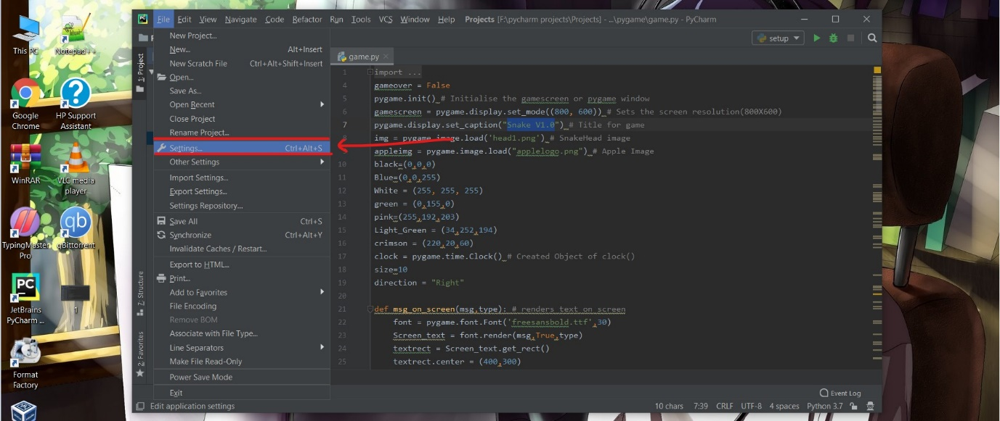 This PC
Notepad++
Google
Chrome
HP Support
Assistant
WinRAR
VLC media
player
TypingMaster
Pro
qBittorrent
JetBrains
PyCharm ...
1
Format
Factory
PC
File Edit View Navigate Code Refactor Run Tools VCS Window Help Projects [F:\pycharm projects\Projects] - ...\pygame\game.py - PyCharm
setup
1: Project
Z: Structure
2: Favorites
New Project...
New... Alt+Insert
New Scratch File Ctrl+Alt+Shift+Insert
Open...
Save As...
Open Recent
Close Project
Rename Project...
Settings... Ctrl+Alt+S
Other Settings
Import Settings...
Export Settings...
Settings Repository...
Save All Ctrl+S
Synchronize Ctrl+Alt+Y
Invalidate Caches / Restart...
Export to HTML...
Print...
Add to Favorites
File Encoding
Remove BOM
Associate with File Type...
Line Separators
Make File Read-Only
Power Save Mode
Exit
game.py
1 import ...
4 gameover = False
5 pygame.init() # Initialise the gamescreen or pygame window
6 gamescreen = pygame.display.set_mode((800, 600)) # Sets the screen resolution(800X600)
7 pygame.display.set_caption("Snake V1.0") # Title for game
8 img = pygame.image.load('head1.png') # SnakeHead image
appleimg = pygame.image.load("applelogo.png") # Apple Image
10 black=(0,0,0)
11 Blue=(0,0,255)
12 White = (255, 255, 255)
13 green = (0,155,0)
14 pink=(255,192,203)
15 Light_Green = (34,252,194)
16 crimson = (220,20,60)
17 clock = pygame.time.Clock() # Created Object of clock()
18 size=10
19 direction = "Right"
20
21 def msg_on_screen(msg,type): # renders text on screen
22 font = pygame.font.Font('freesansbold.ttf',30)
23 Screen_text = font.render(msg,True,type)
24 textrect = Screen_text.get_rect()
25 textrect.center = (400,300)
Event Log
Edit application settings
10 chars 7:39 CRLF UTF-8 4 spaces Python 3.7